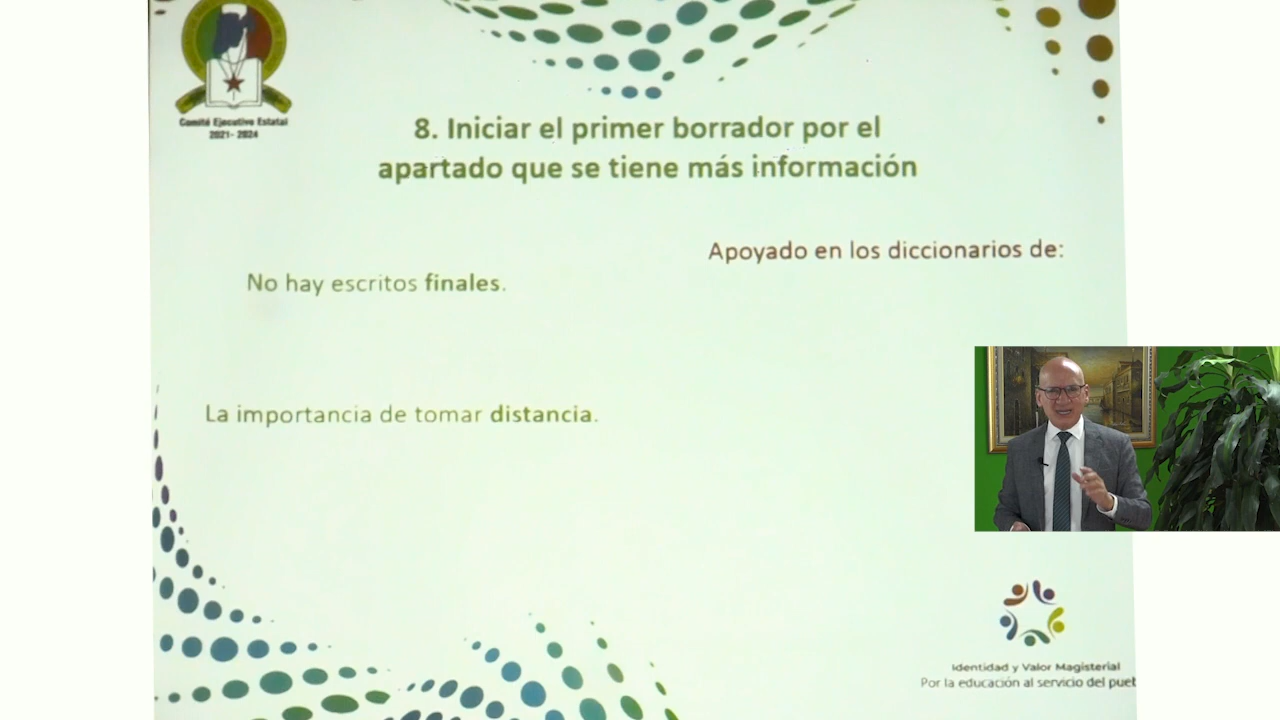 Comité Ejecutivo Estatal
2021- 2024
8. Iniciar el primer borrador por el
apartado que se tiene más información
Apoyado en los diccionarios de:
No hay escritos finales.
La importancia de tomar distancia.
Identidad y Valor Magisterial
Por la educación al servicio del puebl